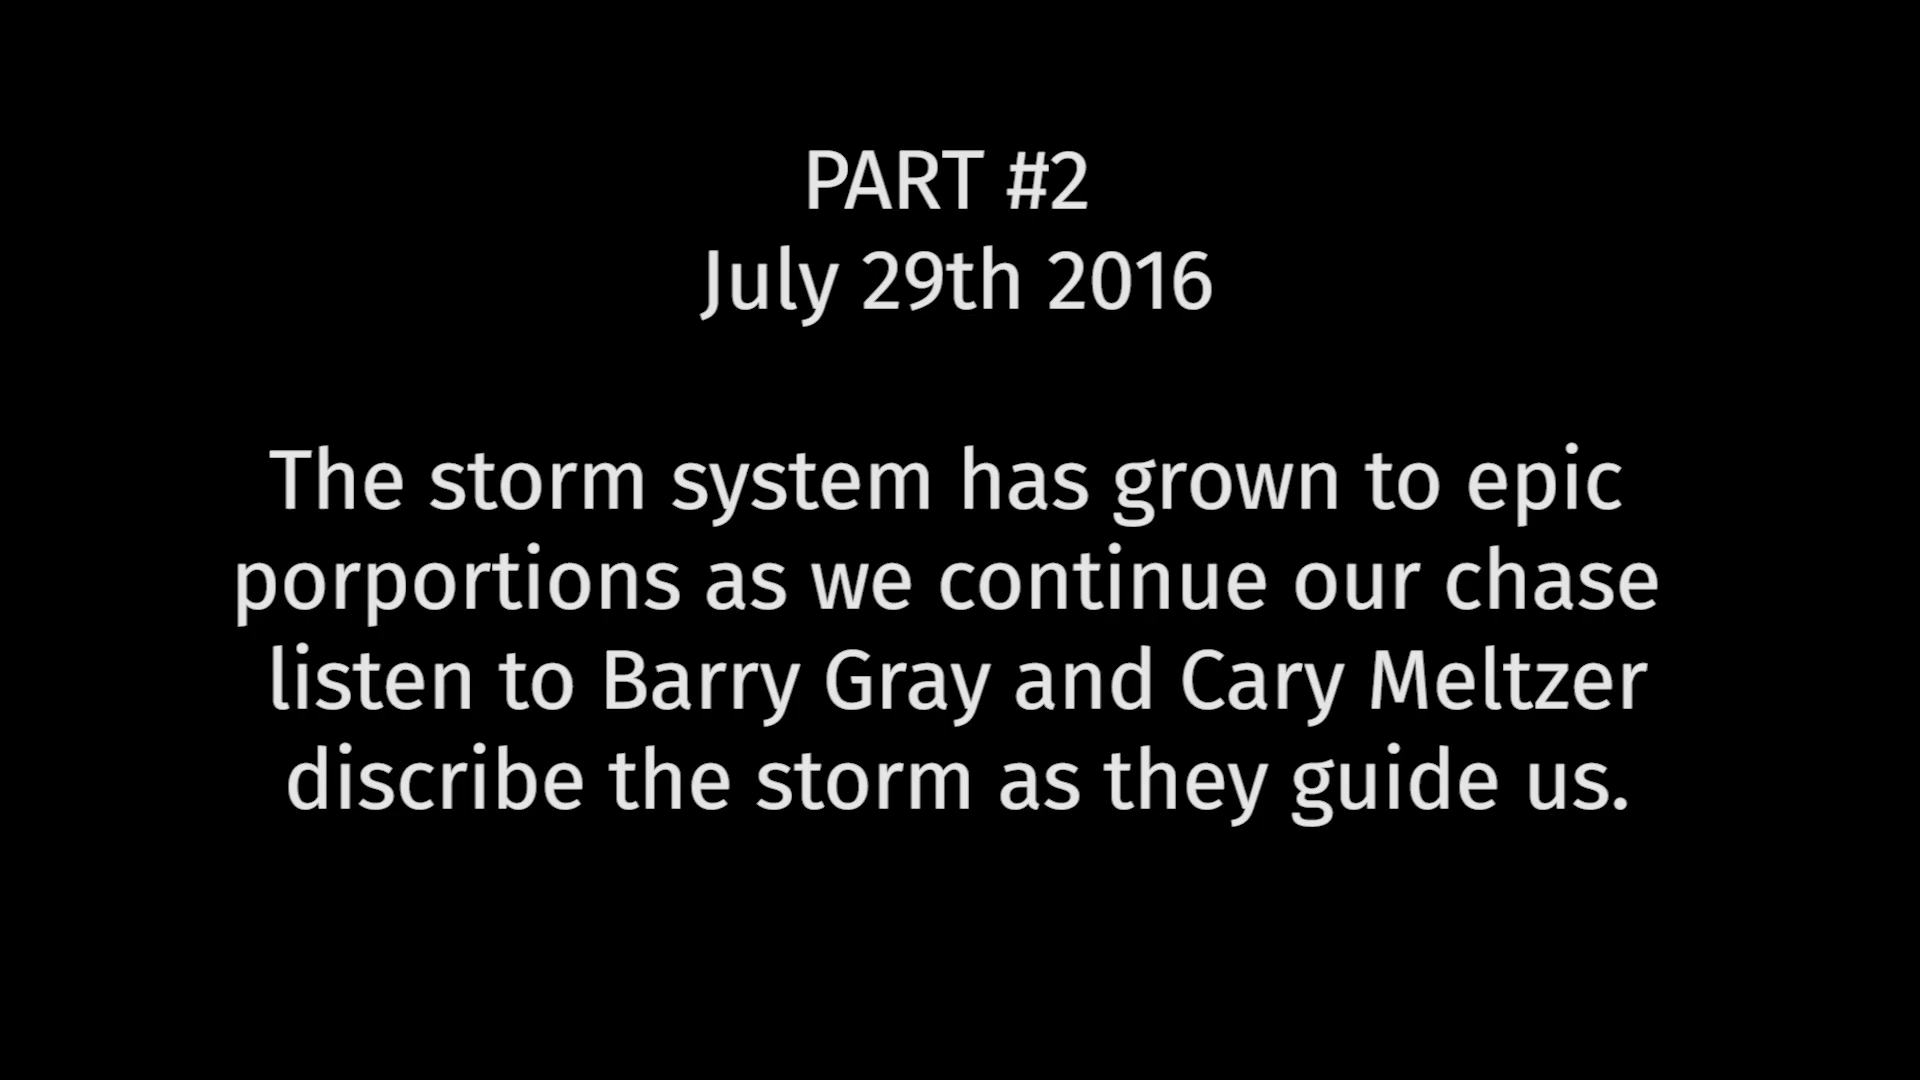 PART #2
July 29th 2016
The storm system has grown to epic
porportions as we continue our chase
listen to Barry Gray and Cary Meltzer
discribe the storm as they guide us.